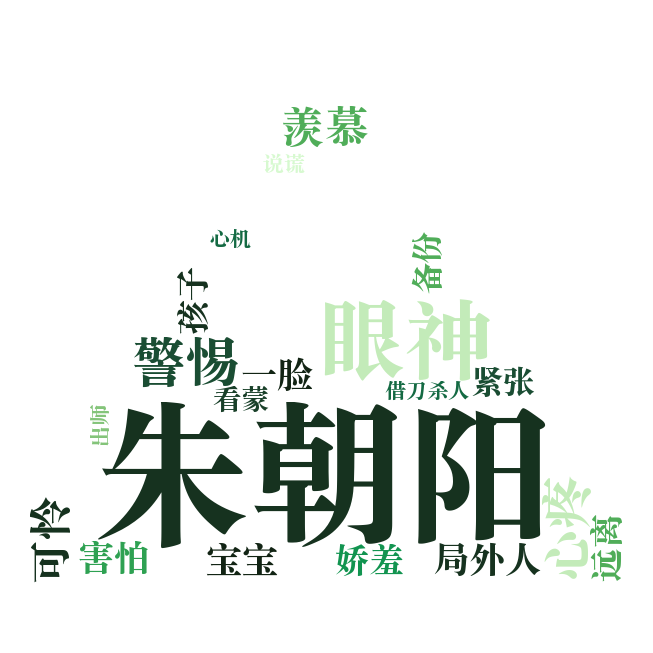 羡慕
说谎
心机
备份
孩子
眼神
警惕
一脸
紧张
借刀杀人
看蒙
朱朝阳
出师
心疼
可怜
远离
害怕
宝宝
娇羞
局外人